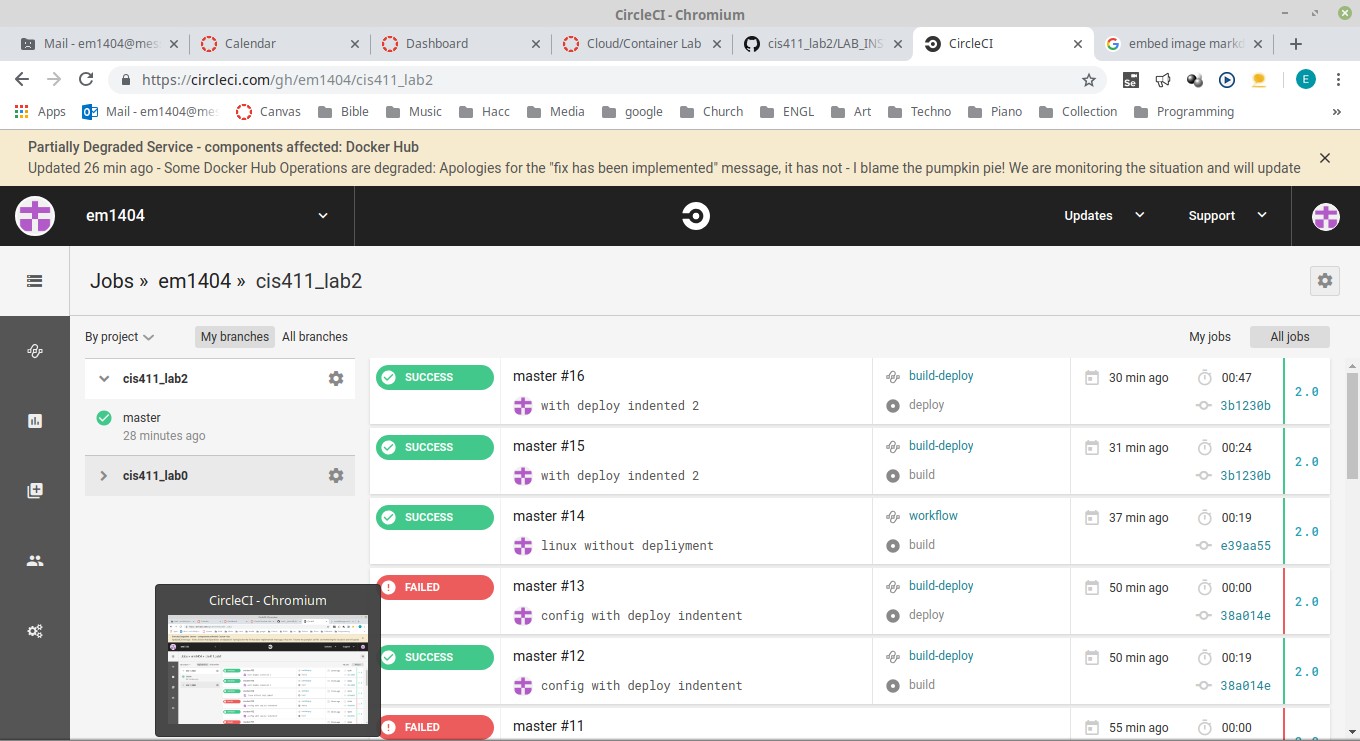 CircleCI - Chromium
Mail - em1404@mes
Calendar
Dashboard
Cloud/Container Lab
cis411_lab2/LAB_INS
CircleCI
embed image markd
https://circleci.com/gh/em1404/cis411_lab2
Se
E
Apps
Mail - em1404@me
Canvas
Bible
Music
Hacc
Media
google
Church
ENGL
Art
Techno
Piano
Collection
Programming
»
Partially Degraded Service - components affected: Docker Hub
Updated 26 min ago - Some Docker Hub Operations are degraded: Apologies for the "fix has been implemented" message, it has not - I blame the pumpkin pie! We are monitoring the situation and will update
em1404
Updates
Support
Jobs » em1404 » cis411_lab2
By project
My branches
All branches
My jobs
All jobs
cis411_lab2
master
28 minutes ago
cis411_lab0
SUCCESS
master #16
build-deploy
30 min ago
00:47
with deploy indented 2
deploy
3b1230b
2.0
SUCCESS
master #15
build-deploy
31 min ago
00:24
with deploy indented 2
build
3b1230b
2.0
SUCCESS
master #14
workflow
37 min ago
00:19
linux without depliyment
build
e39aa55
2.0
FAILED
master #13
build-deploy
50 min ago
00:00
config with deploy indentent
deploy
38a014e
2.0
SUCCESS
master #12
build-deploy
50 min ago
00:19
config with deploy indentent
build
38a014e
2.0
FAILED
master #11
55 min ago
00:00
CircleCI - Chromium